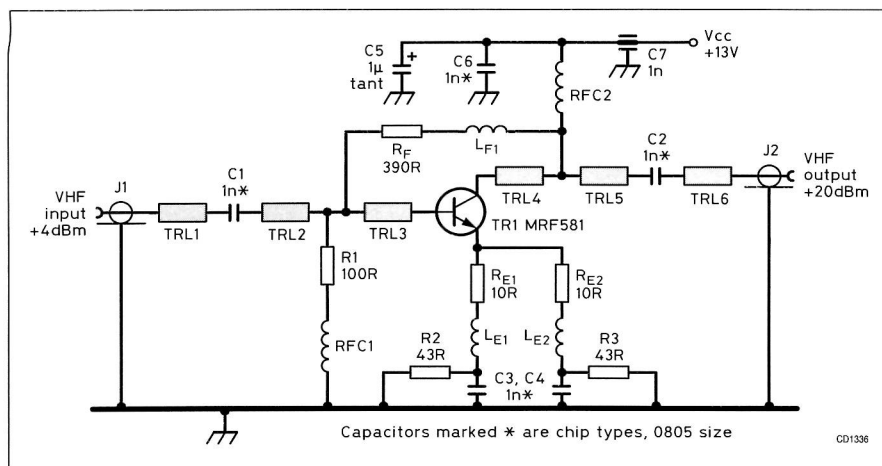 Vcc
+13V
C5
1µ
tant
+
C6
1n*
C7
1n
RFC2
RF
390R
LF1
C2
1n*
J2
VHF
output
+20dBm
TRL4
TRL5
TRL6
VHF
input
+4dBm
J1
C1
1n*
TRL1
TRL2
TRL3
TR1 MRF581
R1
100R
RE1
10R
RE2
10R
RFC1
R2
43R
LE1
LE2
R3
43R
C3, C4
1n*
Capacitors marked * are chip types, 0805 size
CD1336